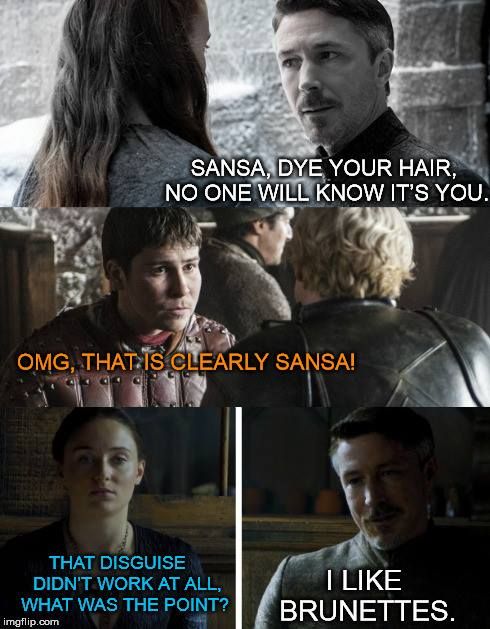 SANSA, DYE YOUR HAIR,
NO ONE WILL KNOW IT'S YOU.
OMG, THAT IS CLEARLY SANSA!
THAT DISGUISE
DIDN'T WORK AT ALL,
WHAT WAS THE POINT?
I LIKE
BRUNETTES.
imgflip.com